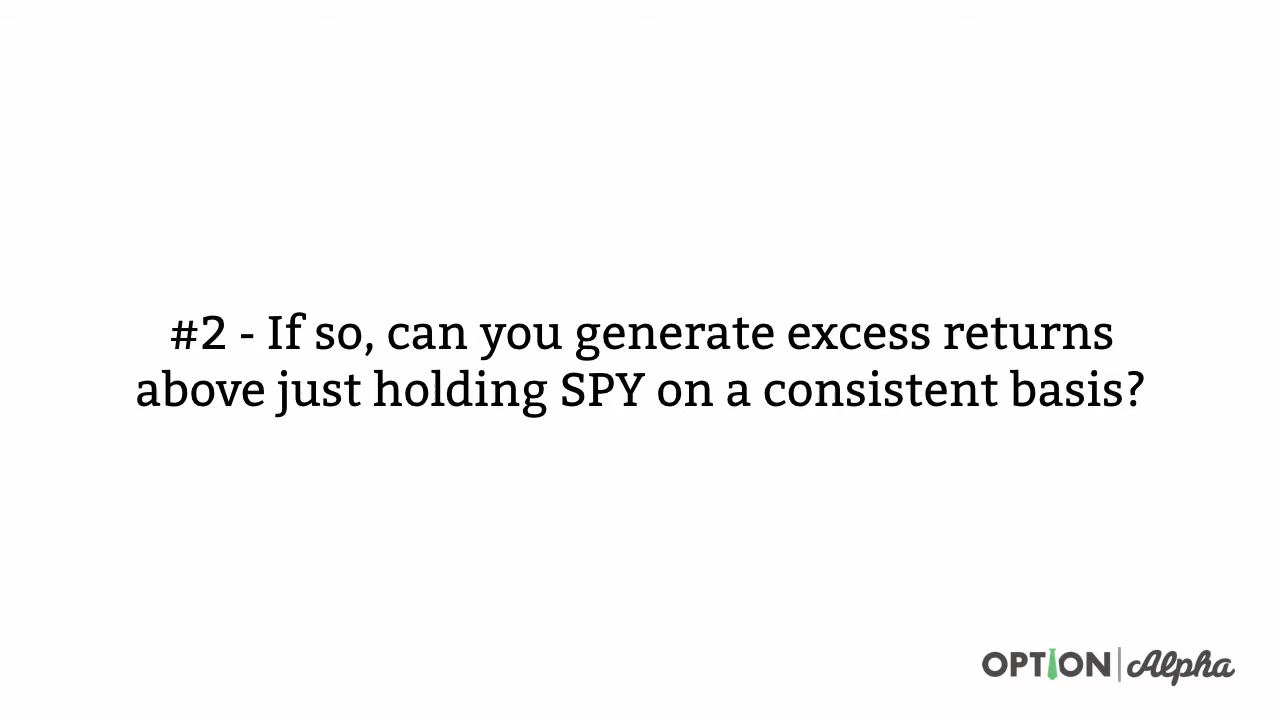 #2 - If so, can you generate excess returns
above just holding SPY on a consistent basis?
OPTION | Alpha